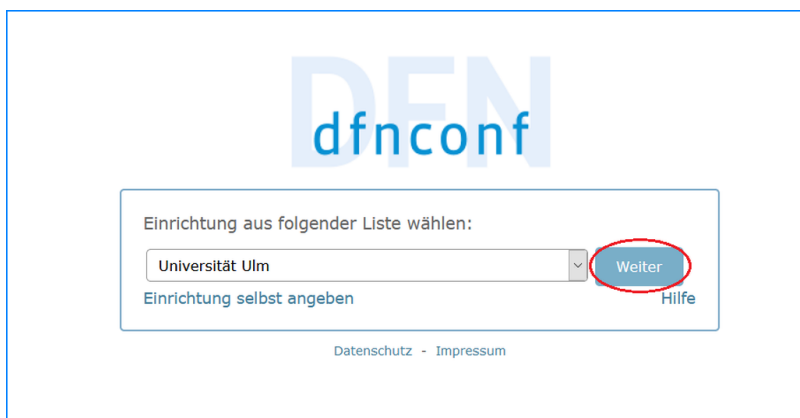 DFN
dfnconf
Einrichtung aus folgender Liste wählen:
Universität Ulm Weiter
Einrichtung selbst angeben Hilfe
Datenschutz - Impressum